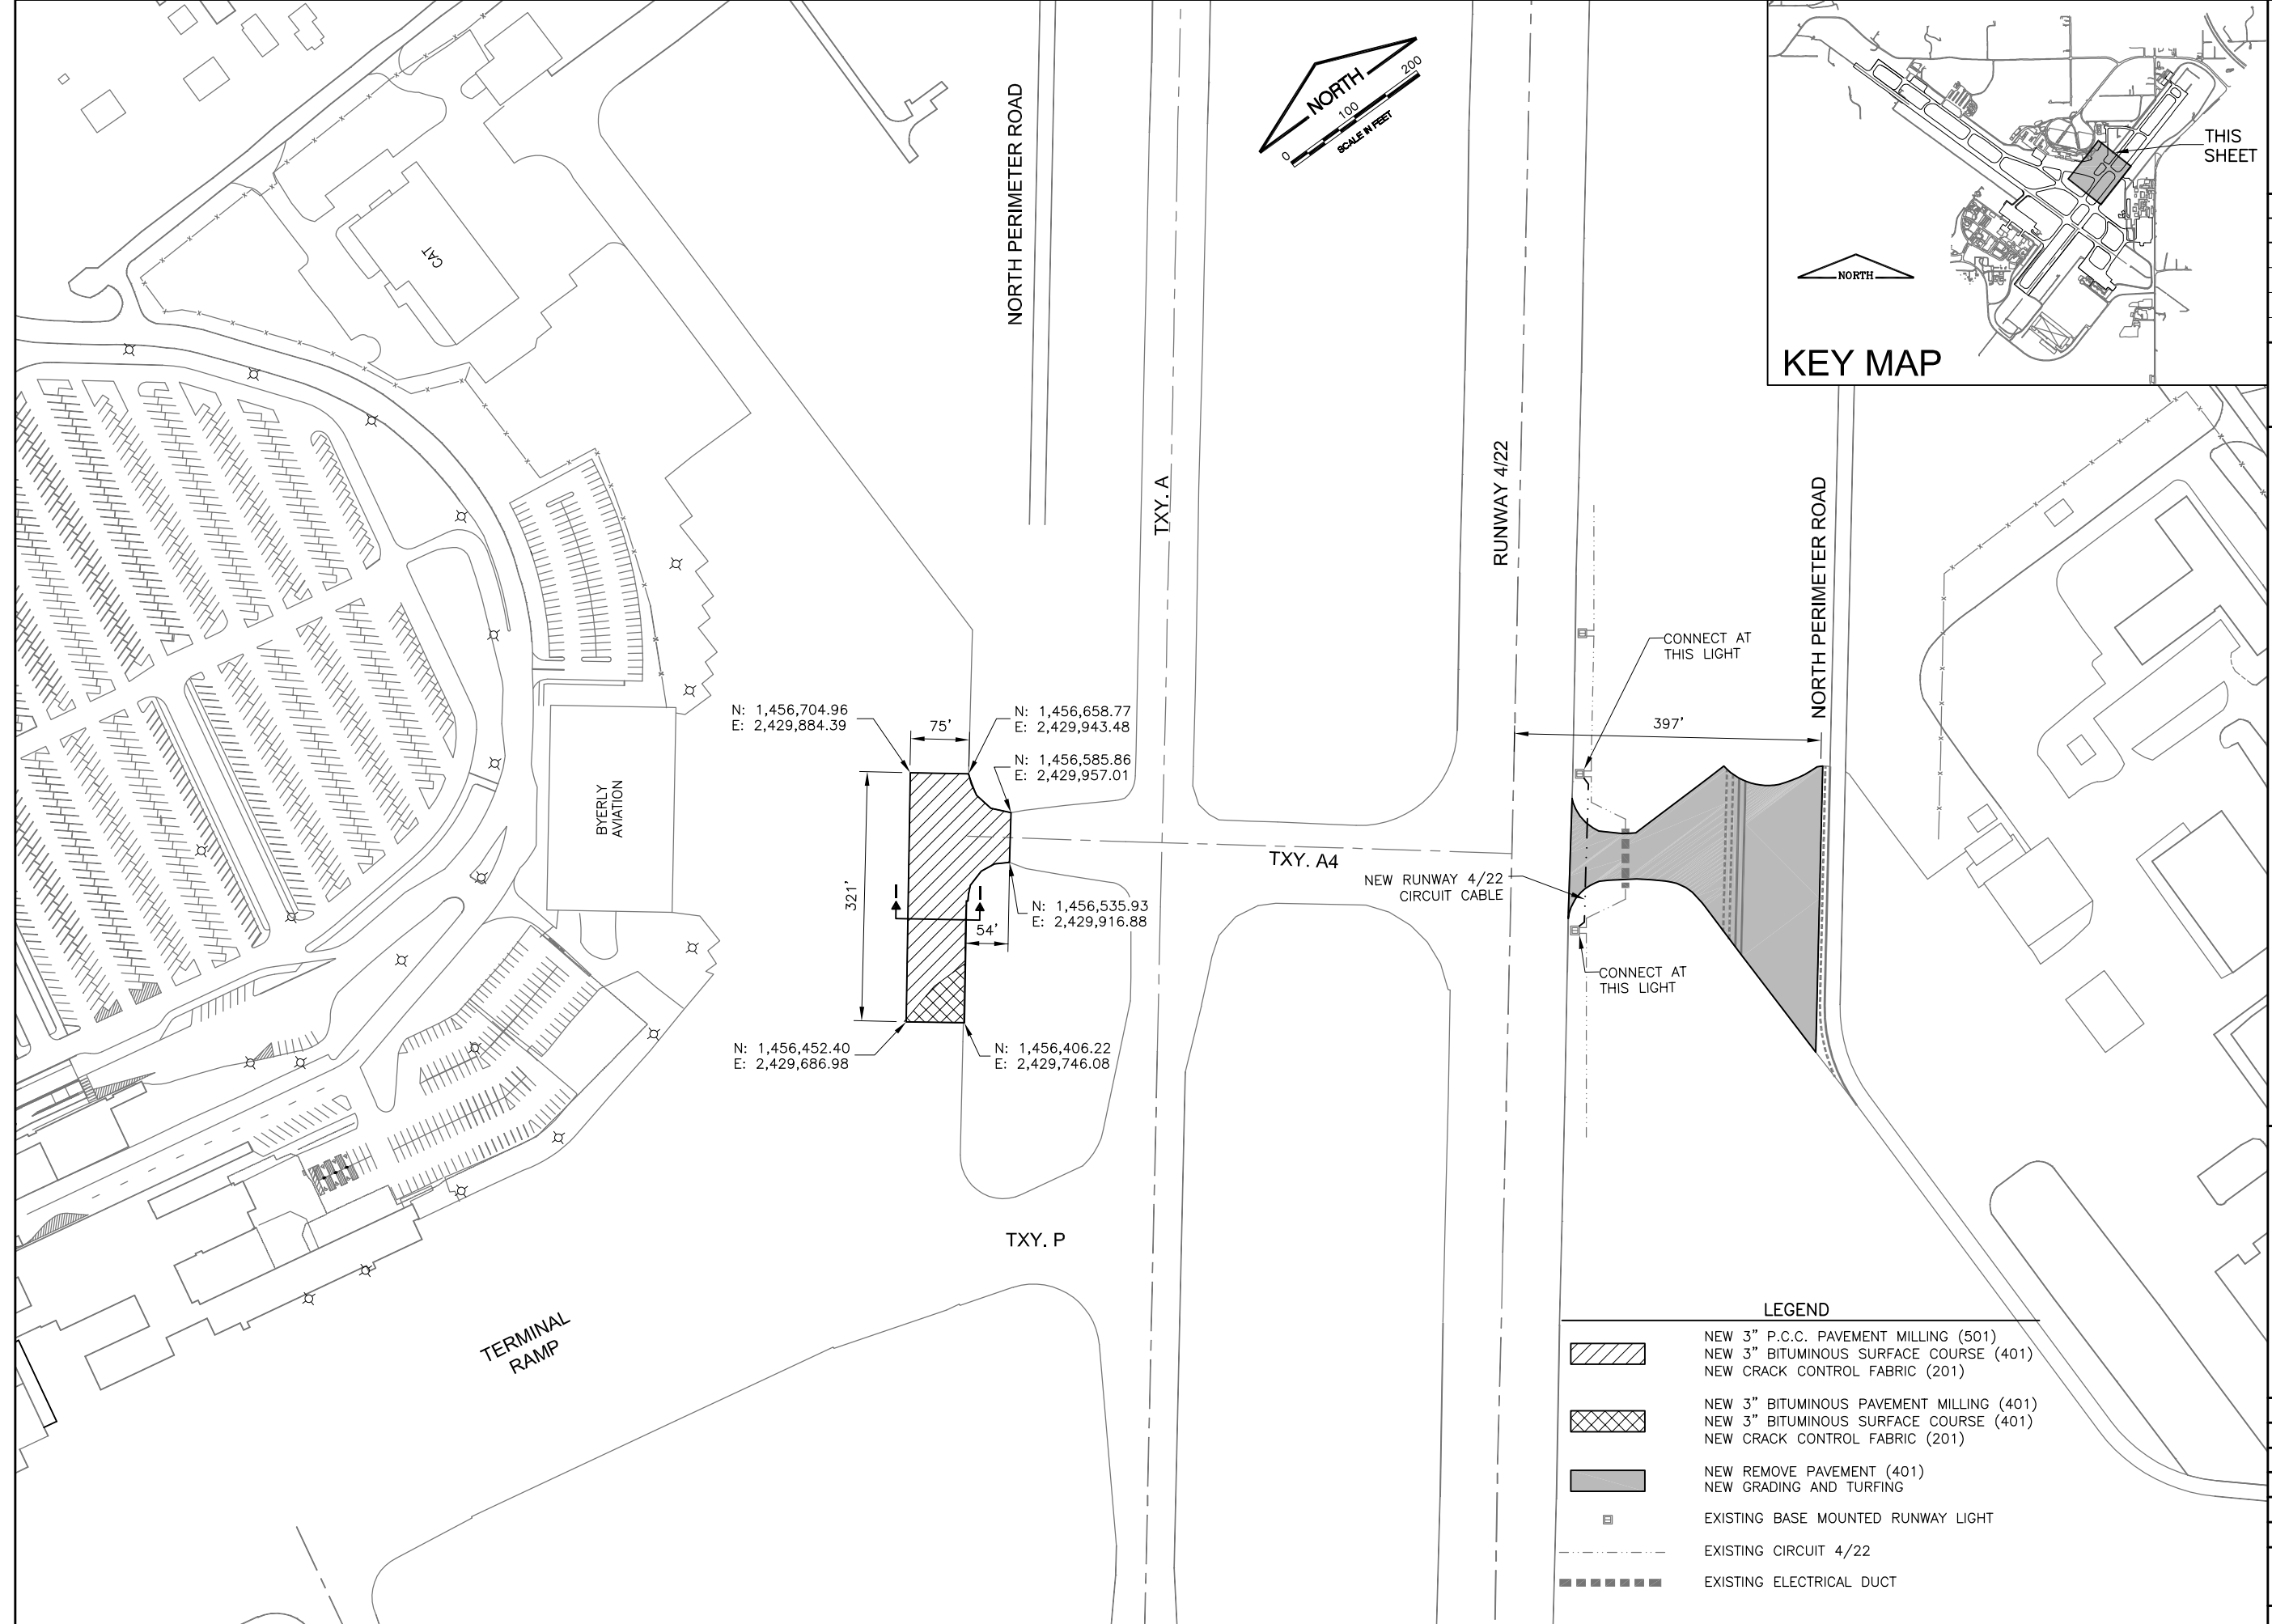 NORTH PERIMETER ROAD
NORTH
0
100
200
SCALE IN FEET
THIS
SHEET
NORTH
KEY MAP
CAT
TXY. A
RUNWAY 4/22
NORTH PERIMETER ROAD
CONNECT AT
THIS LIGHT
N: 1,456,704.96
E: 2,429,884.39
75'
N: 1,456,658.77
E: 2,429,943.48
N: 1,456,585.86
E: 2,429,957.01
397'
BYERLY
AVIATION
321'
I
I
TXY. A4
NEW RUNWAY 4/22
CIRCUIT CABLE
N: 1,456,535.93
E: 2,429,916.88
54'
CONNECT AT
THIS LIGHT
N: 1,456,452.40
E: 2,429,686.98
N: 1,456,406.22
E: 2,429,746.08
TXY. P
TERMINAL
RAMP
LEGEND
NEW 3" P.C.C. PAVEMENT MILLING (501)
NEW 3" BITUMINOUS SURFACE COURSE (401)
NEW CRACK CONTROL FABRIC (201)
NEW 3" BITUMINOUS PAVEMENT MILLING (401)
NEW 3" BITUMINOUS SURFACE COURSE (401)
NEW CRACK CONTROL FABRIC (201)
NEW REMOVE PAVEMENT (401)
NEW GRADING AND TURFING
EXISTING BASE MOUNTED RUNWAY LIGHT
EXISTING CIRCUIT 4/22
EXISTING ELECTRICAL DUCT